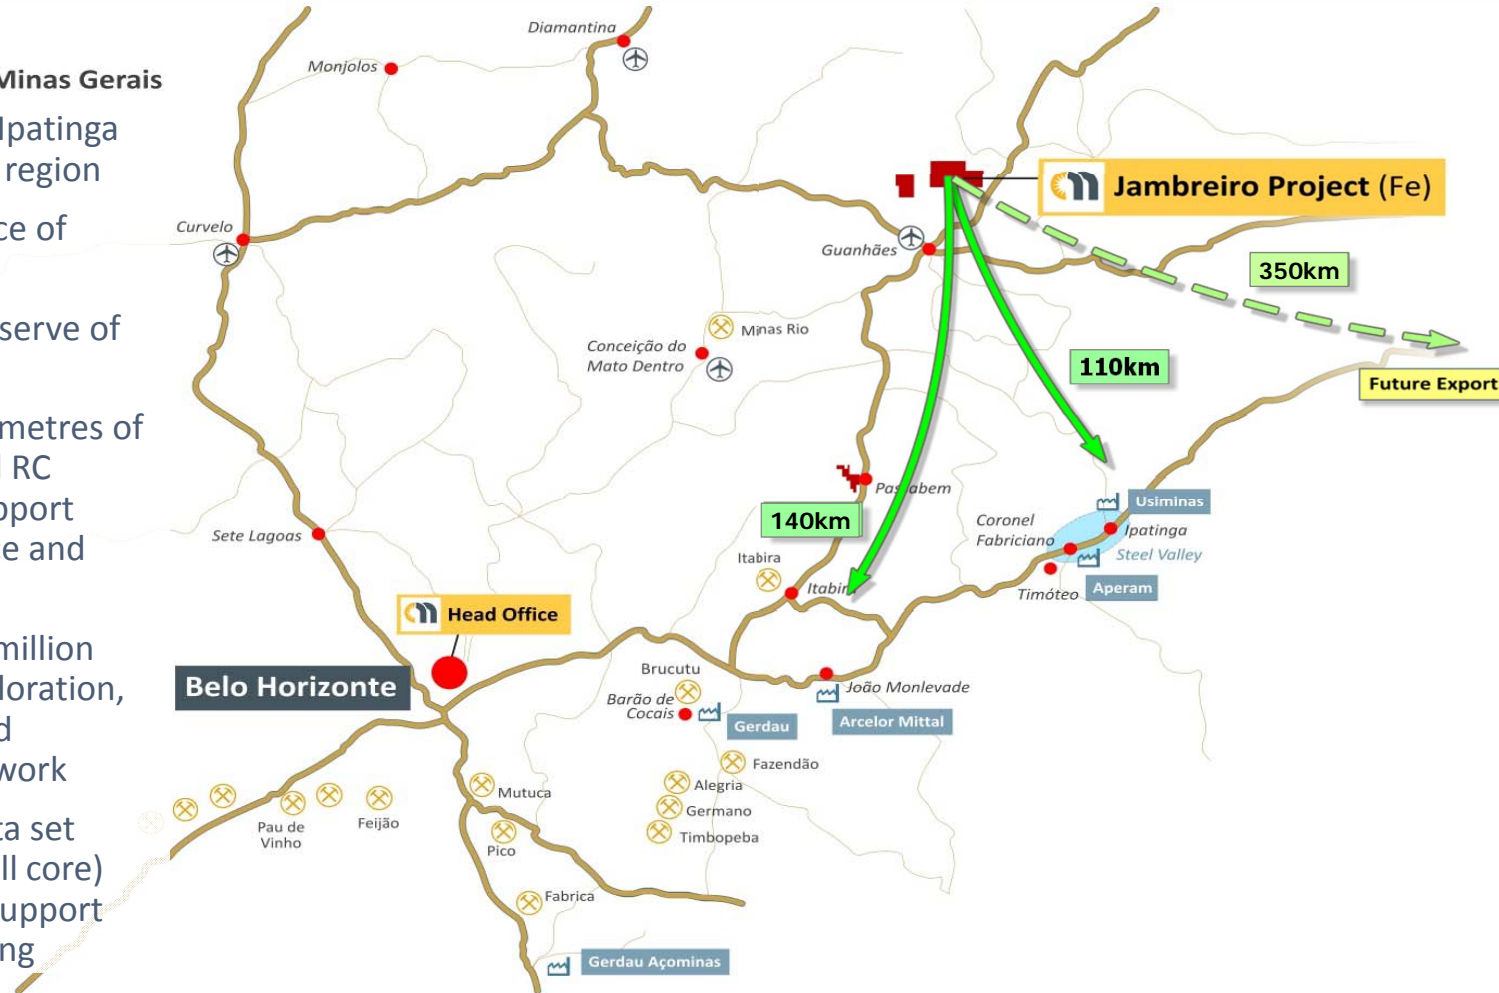 Minas Gerais
Ipatinga
region
ce of
serve of
metres of
RC
pport
e and
million
loration,
d
work
ta set
ll core)
upport
ng
Diamantina
Monjolos
Jambreiro Project (Fe)
Curvelo
Guanhães
350km
Minas Rio
Conceição do
Mato Dentro
110km
Future Export
Passabem
140km
Usiminas
Coronel
Fabriciano
Ipatinga
Steel Valley
Sete Lagoas
Itabira
Itabira
Timóteo
Aperam
Head Office
Belo Horizonte
Brucutu
João Monlevade
Barão de
Cocais
Gerdau
Arcelor Mittal
Fazendão
Alegria
Mutuca
Germano
Pau de
Vinho
Feijão
Timbopeba
Pico
Fabrica
Gerdau Açominas